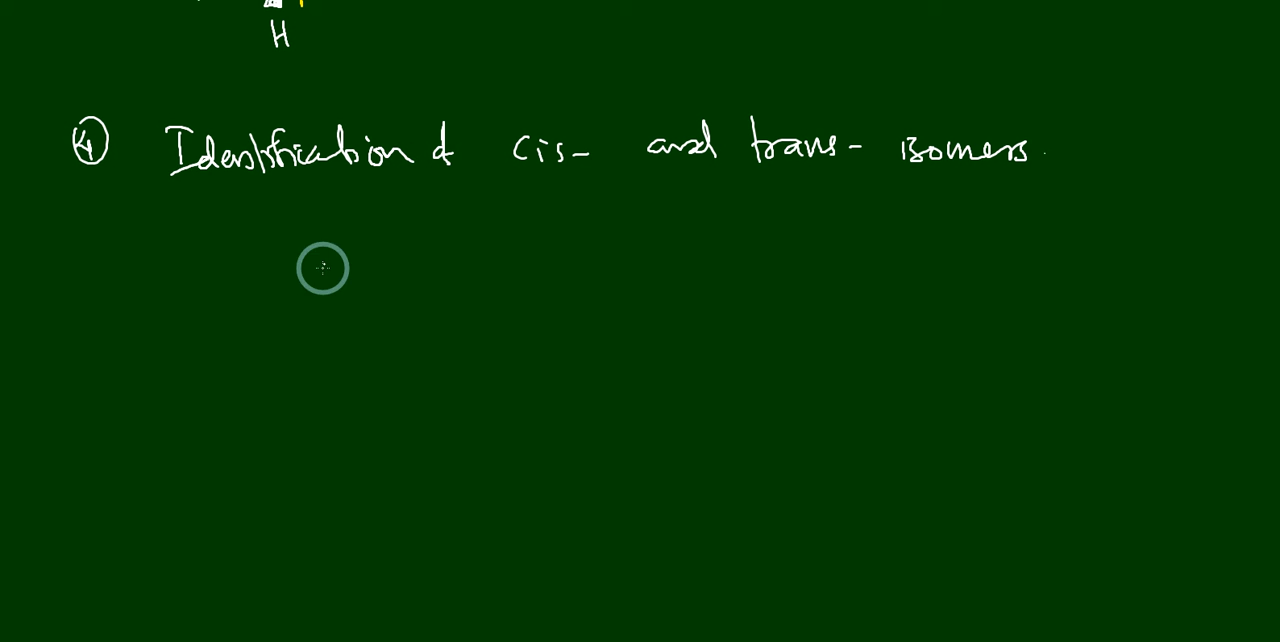 H
④ Identification of cis- and trans- isomers.